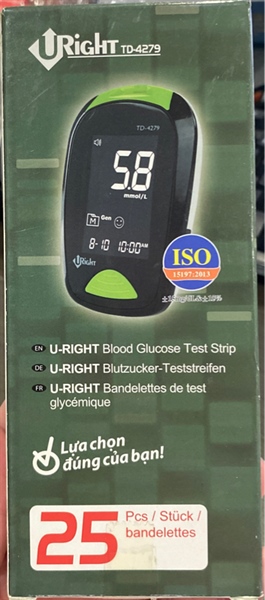 URIGHT TD-4279
TD-4279
5.8
mmol/L
M Gen
8-10 10:00AM
URIGHT
ISO
15197:2013
EN U-RIGHT Blood Glucose Test Strip
DE U-RIGHT Blutzucker-Teststreifen
FR U-RIGHT Bandelettes de test
glycémique
Lựa chọn
đúng của bạn!
25 Pcs / Stück /
bandelettes